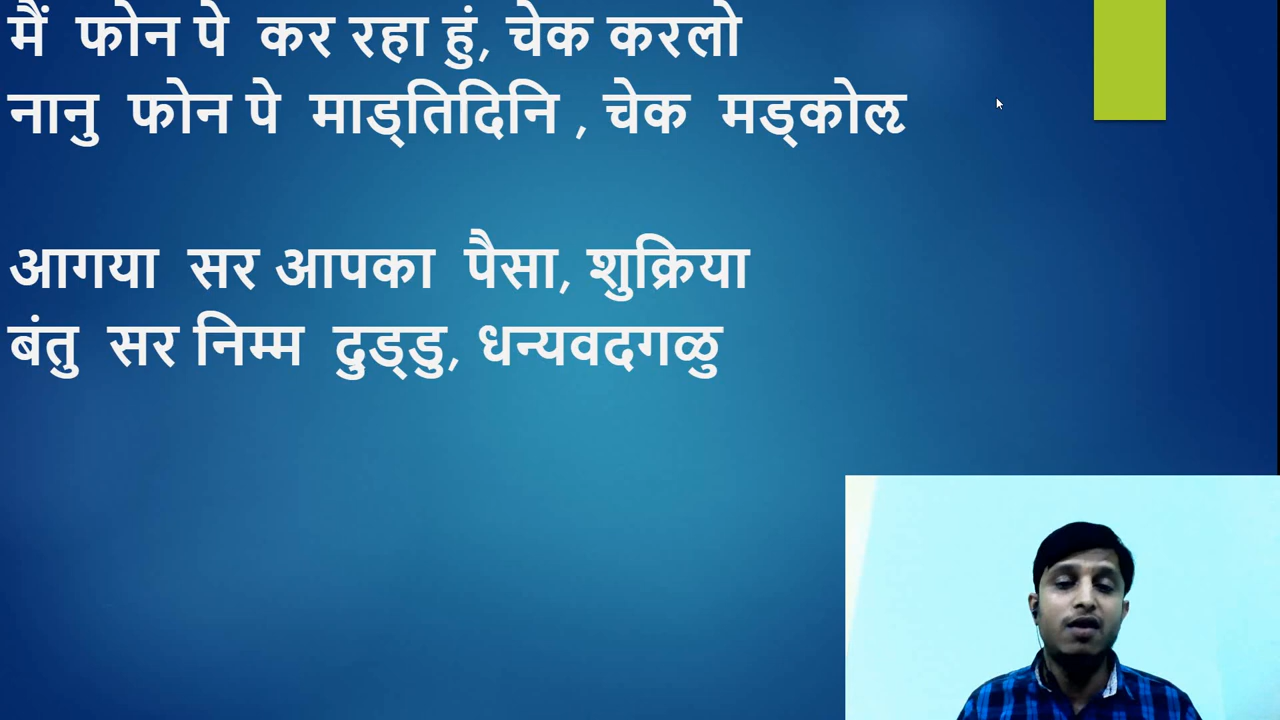 मैं फोन पे कर रहा हुं, चेक करलो
नानु फोन पे माड्तिदिनि , चेक मड्कोऌ
आगया सर आपका पैसा, शुक्रिया
बंतु सर निम्म दुड्डु, धन्यवदगळु